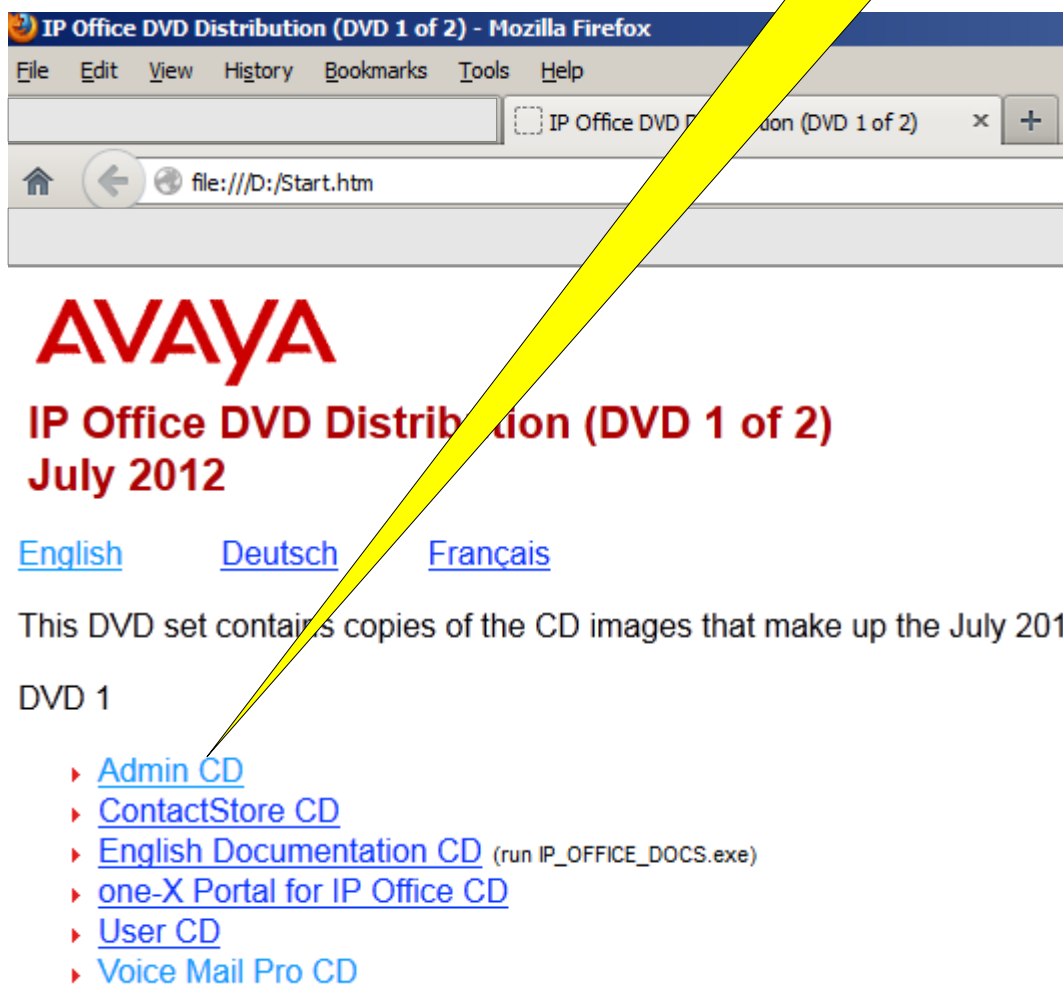 IP Office DVD Distribution (DVD 1 of 2) - Mozilla Firefox
File Edit View History Bookmarks Tools Help
IP Office DVD (DVD 1 of 2) × +
file:///D:/Start.htm
AVAYA
IP Office DVD Distribution (DVD 1 of 2)
July 2012
English Deutsch Français
This DVD set contains copies of the CD images that make up the July 201
DVD 1
Admin CD
ContactStore CD
English Documentation CD (run IP_OFFICE_DOCS.exe)
one-X Portal for IP Office CD
User CD
Voice Mail Pro CD